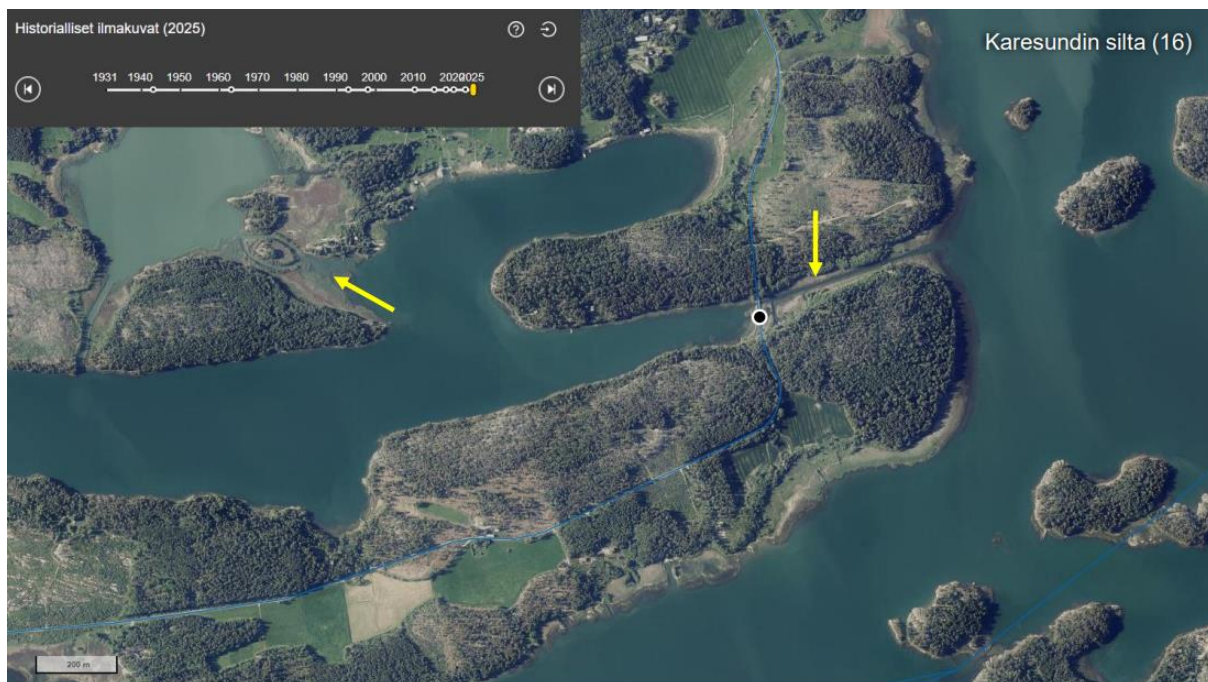 Historialliset ilmakuvat (2025)
Karesundin silta (16)
1931 1940 1950 1960 1970 1980 1990 2000 2010 2020 2025
200 m